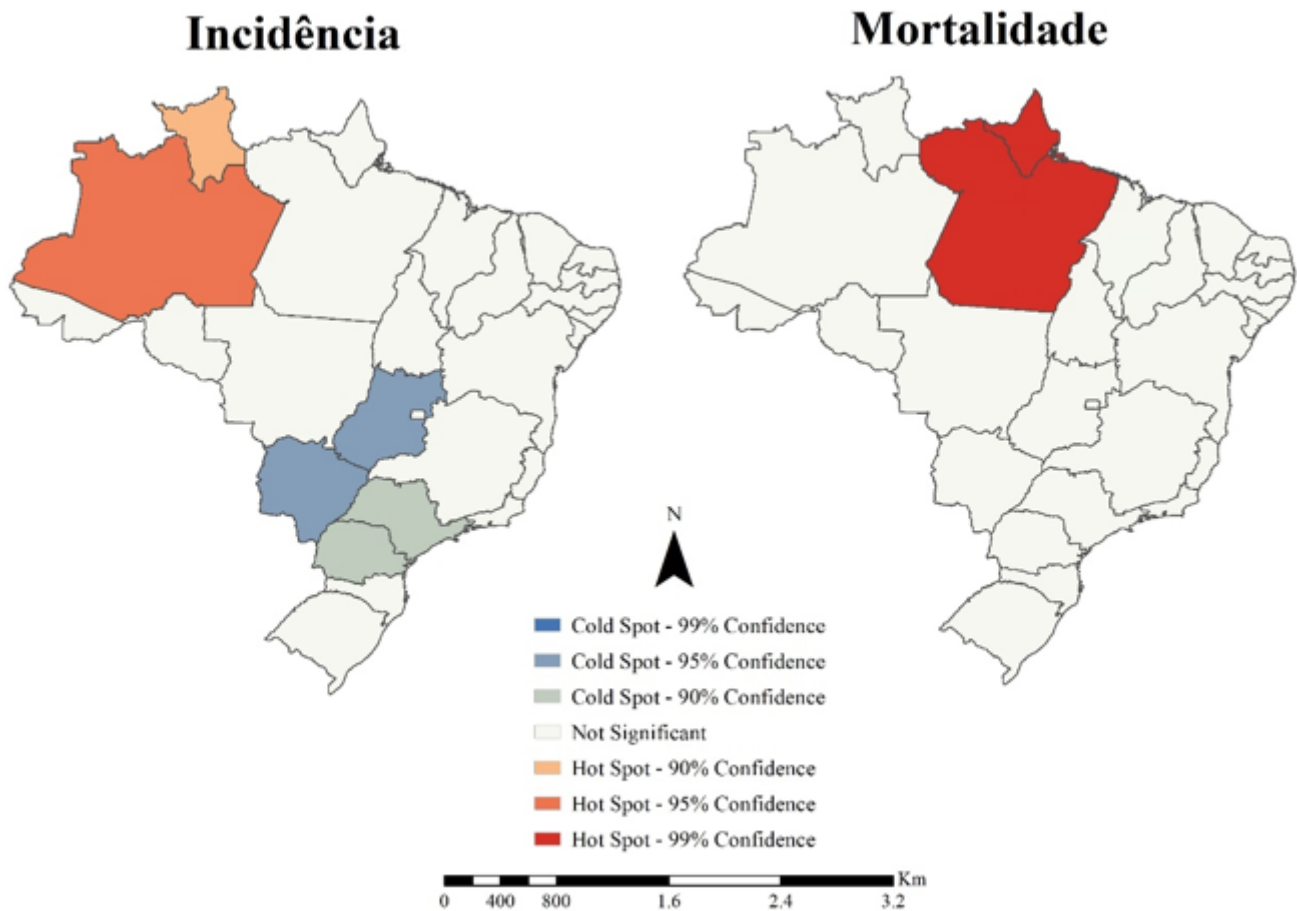 Incidência
Mortalidade
N
Cold Spot - 99% Confidence
Cold Spot - 95% Confidence
Cold Spot - 90% Confidence
Not Significant
Hot Spot - 90% Confidence
Hot Spot - 95% Confidence
Hot Spot - 99% Confidence
Km
0 400 800 1.6 2.4 3.2